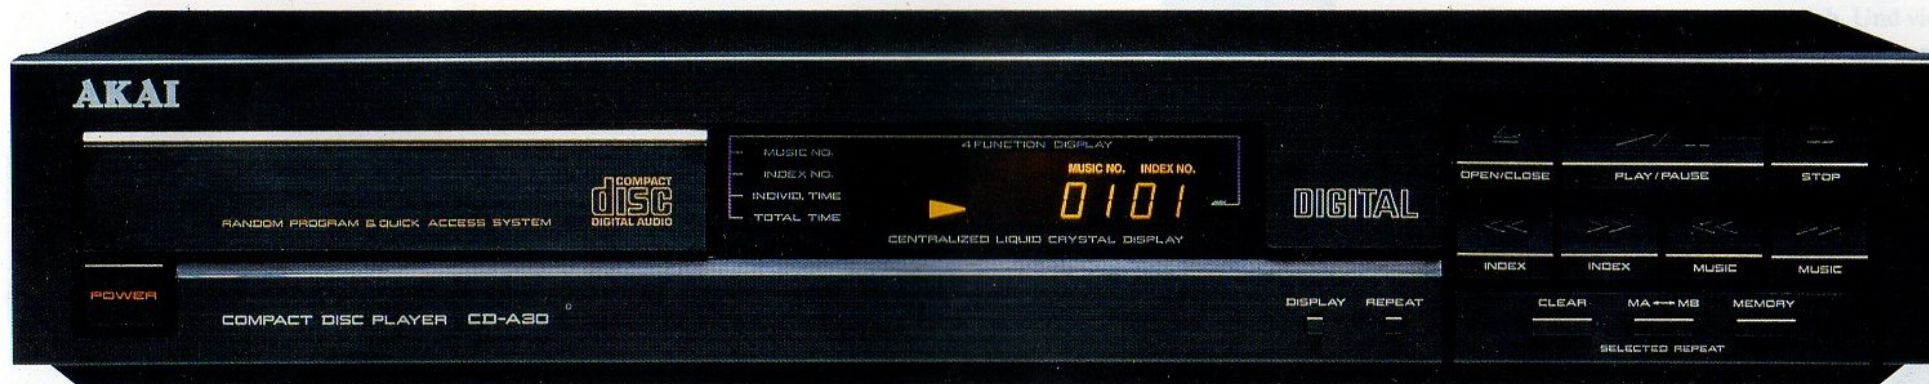 AKAI
COMPACT
disc
DIGITAL AUDIO
RANDOM PROGRAM & QUICK ACCESS SYSTEM
4 FUNCTION DISPLAY
MUSIC NO.
INDEX NO.
INDIVID. TIME
TOTAL TIME
MUSIC NO. INDEX NO.
0101
CENTRALIZED LIQUID CRYSTAL DISPLAY
DIGITAL
OPEN/CLOSE PLAY/PAUSE STOP
INDEX INDEX MUSIC MUSIC
POWER
COMPACT DISC PLAYER CD-A30
DISPLAY REPEAT
CLEAR MA↔MB MEMORY
SELECTED REPEAT